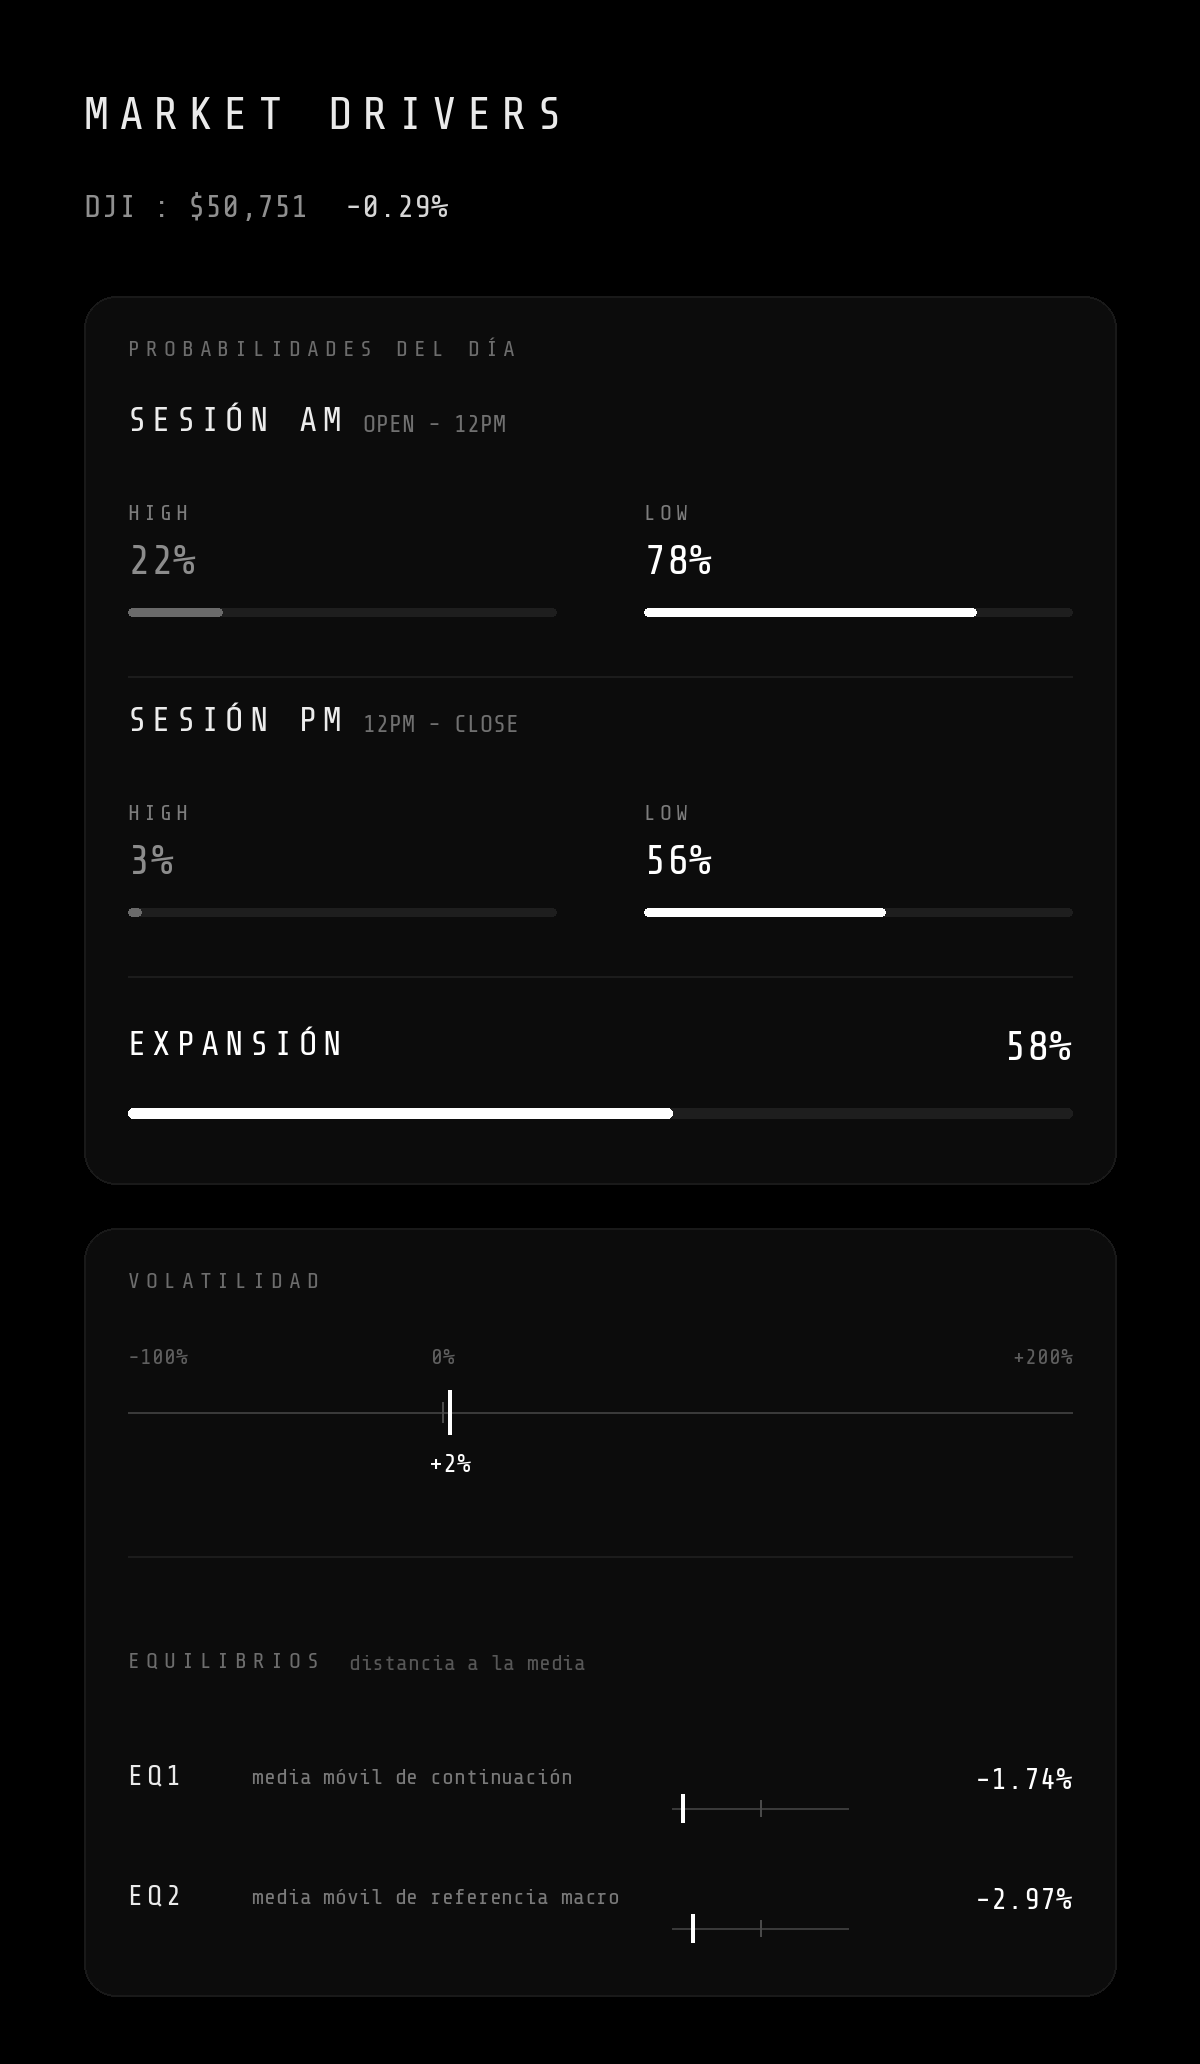 MARKET DRIVERS
DJI : $50,751 -0.29%
PROBABILIDADES DEL DÍA
SESIÓN AM OPEN - 12PM
HIGH LOW
22% 78%
SESIÓN PM 12PM - CLOSE
HIGH LOW
3% 56%
EXPANSIÓN 58%
VOLATILIDAD
-100% 0% +200%
+2%
EQUILIBRIOS distancia a la media
EQ1 media móvil de continuación -1.74%
EQ2 media móvil de referencia macro -2.97%